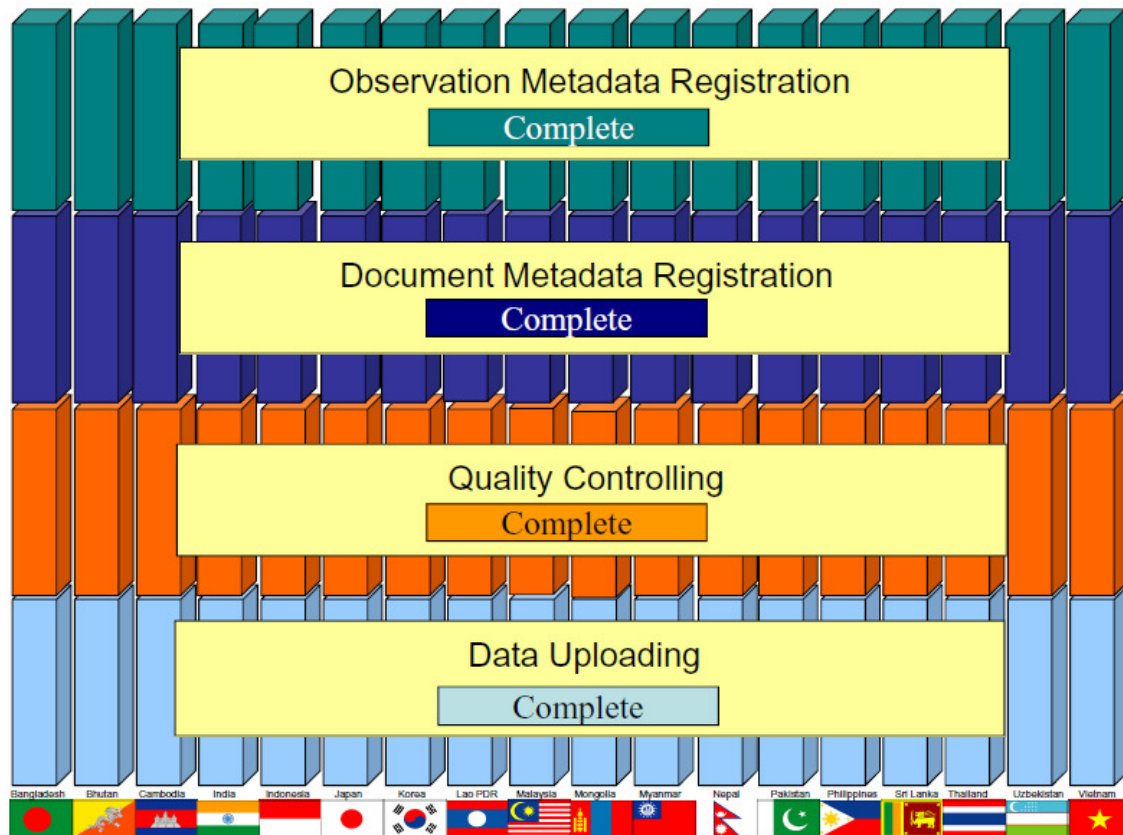 Observation Metadata Registration
Complete
Document Metadata Registration
Complete
Quality Controlling
Complete
Data Uploading
Complete
Bangladesh Bhutan Cambodia India Indonesia Japan Korea Lao PDR Malaysia Mongolia Myanmar Nepal Pakistan Philippines Sri Lanka Thailand Uzbekistan Vietnam